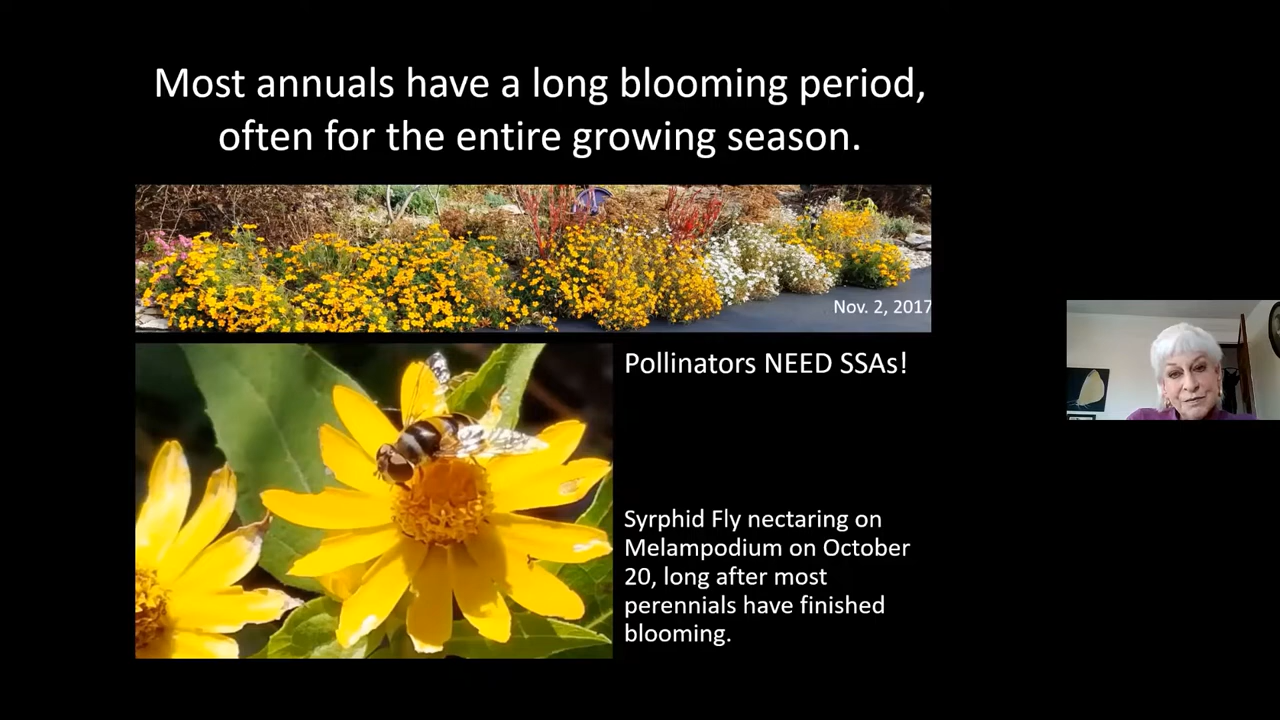 Most annuals have a long blooming period,
often for the entire growing season.
Nov. 2, 2017
Pollinators NEED SSAs!
Syrphid Fly nectaring on
Melampodium on October
20, long after most
perennials have finished
blooming.